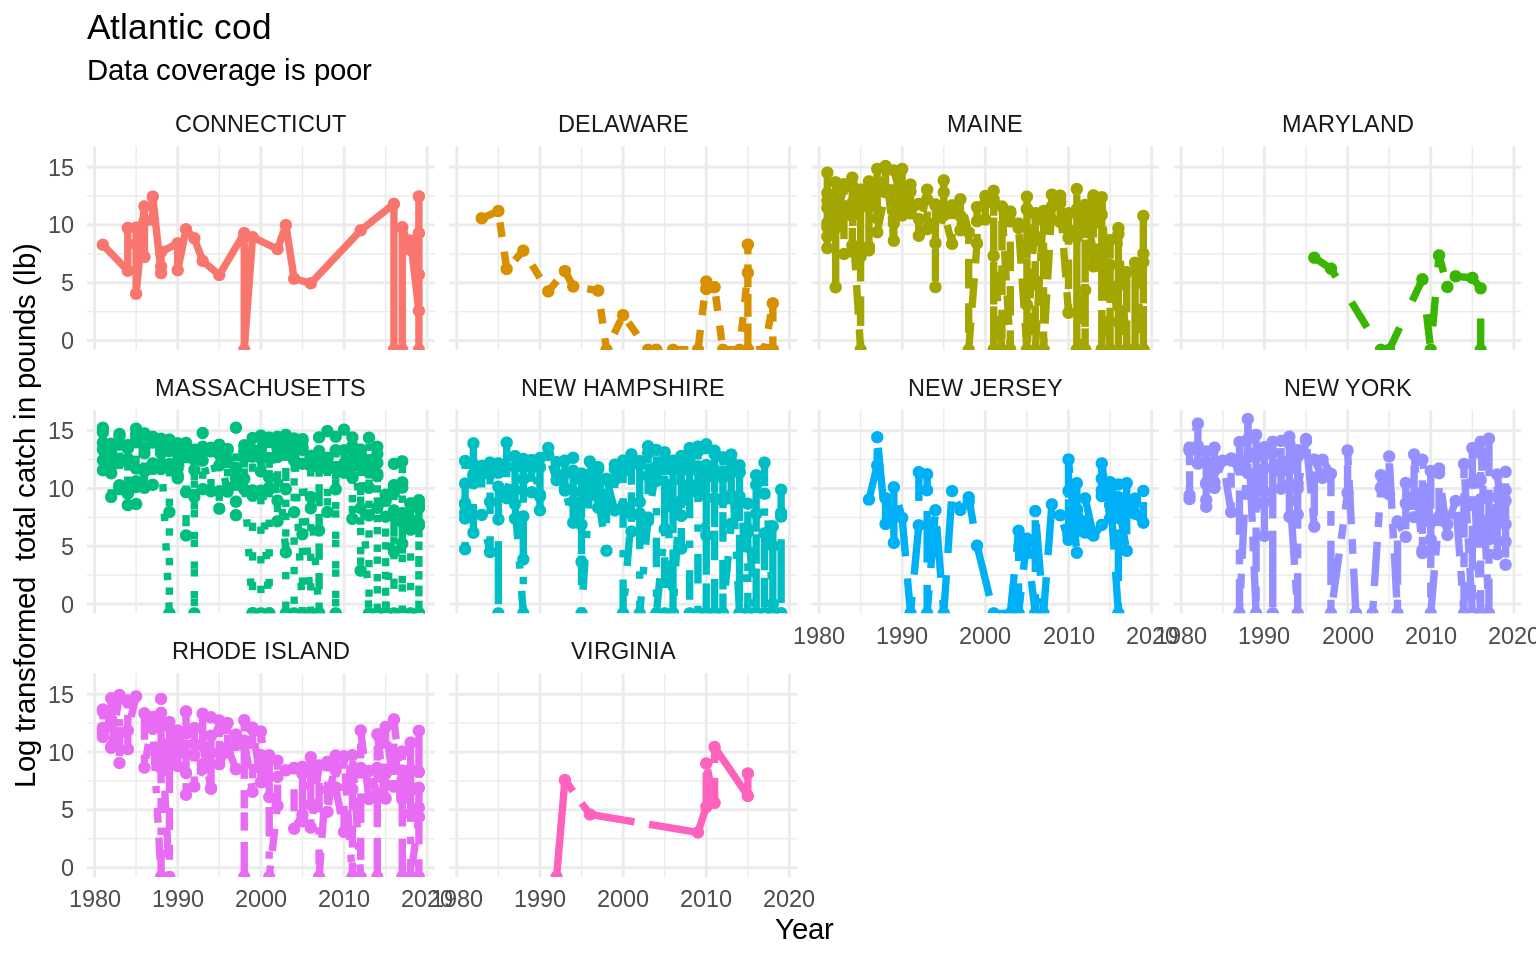 Atlantic cod
Data coverage is poor
CONNECTICUT DELAWARE MAINE MARYLAND
15
10
5
0
MASSACHUSETTS NEW HAMPSHIRE NEW JERSEY NEW YORK
15
10
5
0
1980 1990 2000 2010 2020 1980 1990 2000 2010 2020
RHODE ISLAND VIRGINIA
15
10
5
0
1980 1990 2000 2010 2020 1980 1990 2000 2010 2020
Year
Log transformed total catch in pounds (lb)